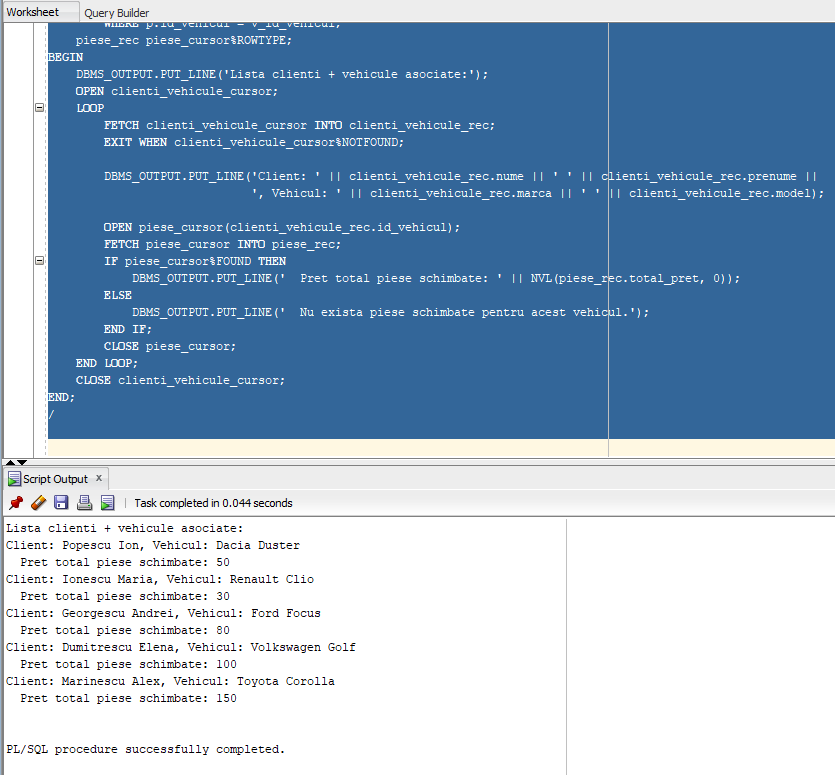 Worksheet Query Builder
WHERE p.id_vehicul = v_id_vehicul;
piese_rec piese_cursor%ROWTYPE;
BEGIN
DBMS_OUTPUT.PUT_LINE('Lista clienti + vehicule asociate:');
OPEN clienti_vehicule_cursor;
LOOP
FETCH clienti_vehicule_cursor INTO clienti_vehicule_rec;
EXIT WHEN clienti_vehicule_cursor%NOTFOUND;
DBMS_OUTPUT.PUT_LINE('Client: ' || clienti_vehicule_rec.nume || ' ' || clienti_vehicule_rec.prenume ||
', Vehicul: ' || clienti_vehicule_rec.marca || ' ' || clienti_vehicule_rec.model);
OPEN piese_cursor(clienti_vehicule_rec.id_vehicul);
FETCH piese_cursor INTO piese_rec;
IF piese_cursor%FOUND THEN
DBMS_OUTPUT.PUT_LINE('  Pret total piese schimbate: ' || NVL(piese_rec.total_pret, 0));
ELSE
DBMS_OUTPUT.PUT_LINE('  Nu exista piese schimbate pentru acest vehicul.');
END IF;
CLOSE piese_cursor;
END LOOP;
CLOSE clienti_vehicule_cursor;
END;
/
Script Output x
Task completed in 0.044 seconds
Lista clienti + vehicule asociate:
Client: Popescu Ion, Vehicul: Dacia Duster
Pret total piese schimbate: 50
Client: Ionescu Maria, Vehicul: Renault Clio
Pret total piese schimbate: 30
Client: Georgescu Andrei, Vehicul: Ford Focus
Pret total piese schimbate: 80
Client: Dumitrescu Elena, Vehicul: Volkswagen Golf
Pret total piese schimbate: 100
Client: Marinescu Alex, Vehicul: Toyota Corolla
Pret total piese schimbate: 150
PL/SQL procedure successfully completed.